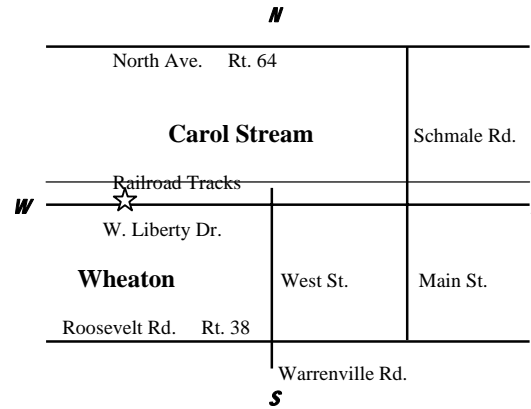 N
North Ave. Rt. 64
Carol Stream
Schmale Rd.
Railroad Tracks
W
W. Liberty Dr.
Wheaton
West St.
Main St.
Roosevelt Rd. Rt. 38
Warrenville Rd.
S